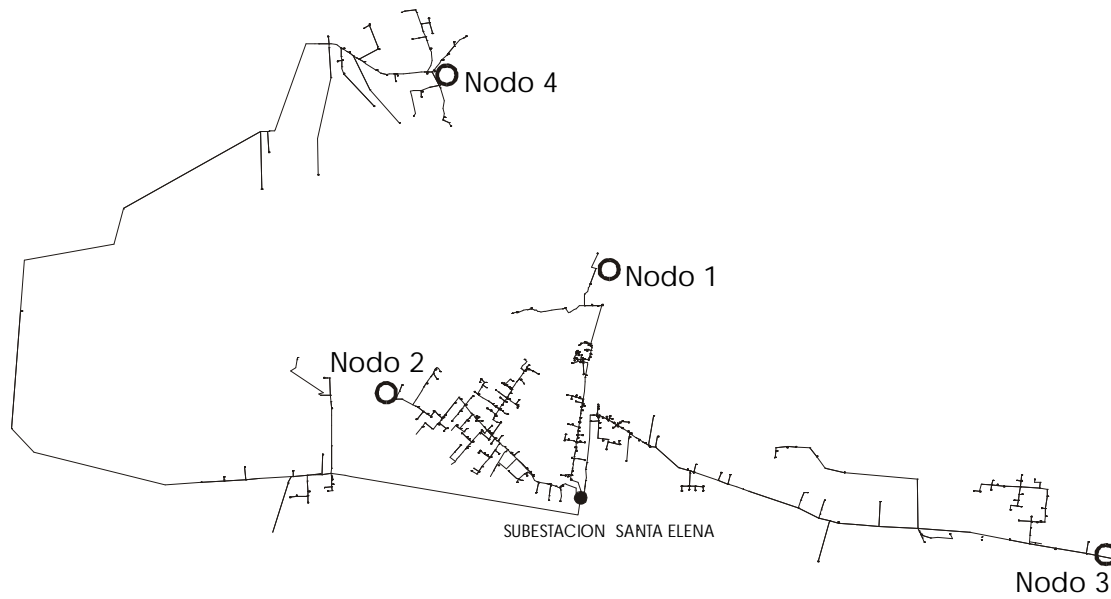 Nodo 4
Nodo 1
Nodo 2
SUBESTACION SANTA ELENA
Nodo 3